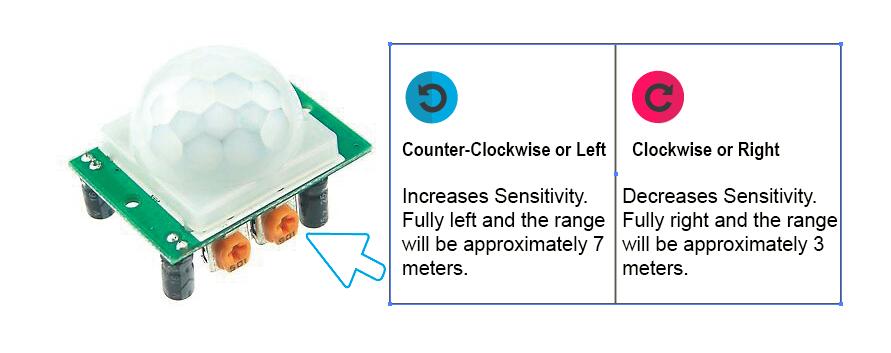 Counter-Clockwise or Left
Increases Sensitivity.
Fully left and the range
will be approximately 7
meters.
Clockwise or Right
Decreases Sensitivity.
Fully right and the range
will be approximately 3
meters.